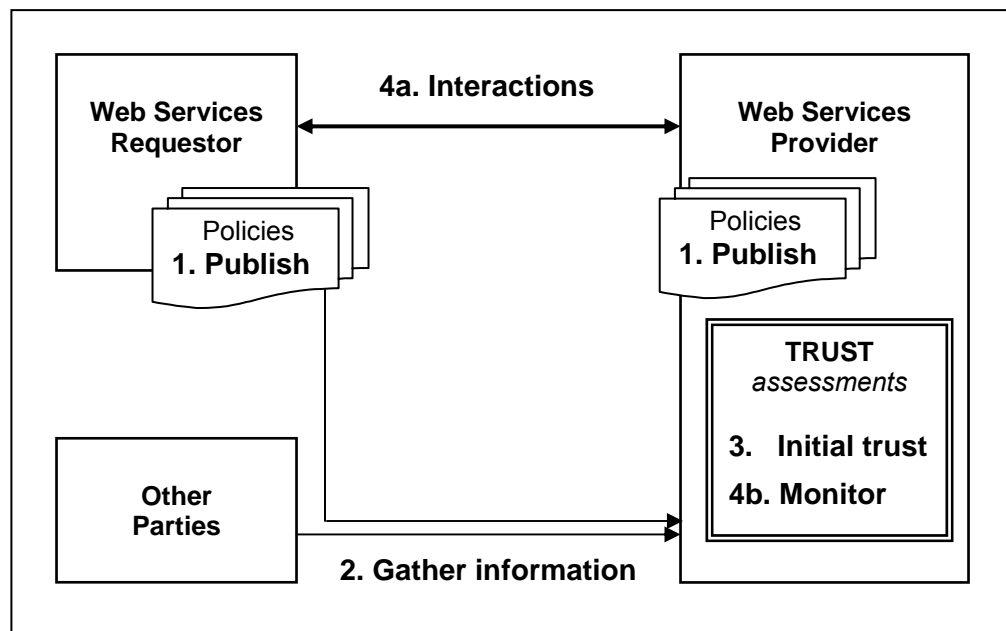 4a. Interactions
Web Services
Requestor
Web Services
Provider
Policies
1. Publish
Policies
1. Publish
TRUST
assessments
3. Initial trust
4b. Monitor
Other
Parties
2. Gather information